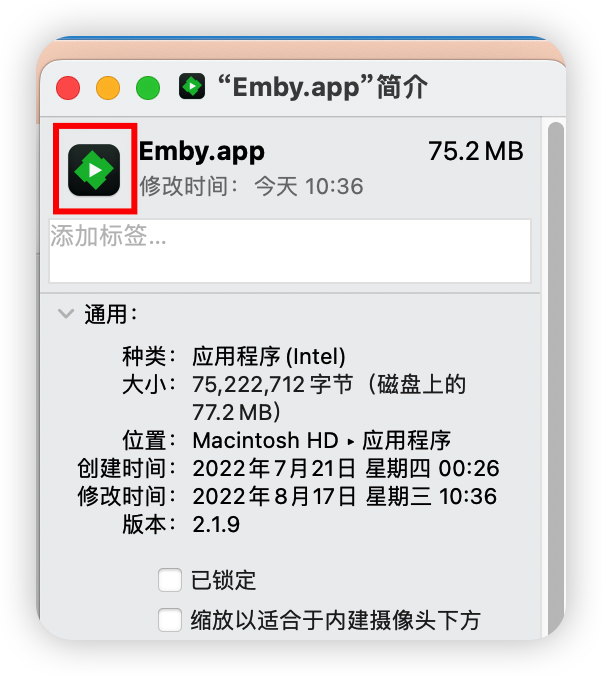 “Emby.app”简介
Emby.app 75.2 MB
修改时间： 今天 10:36
添加标签...
通用：
种类： 应用程序 (Intel)
大小： 75,222,712 字节（磁盘上的
77.2 MB）
位置： Macintosh HD ▸ 应用程序
创建时间： 2022年7月21日 星期四 00:26
修改时间： 2022年8月17日 星期三 10:36
版本： 2.1.9
已锁定
缩放以适合于内建摄像头下方